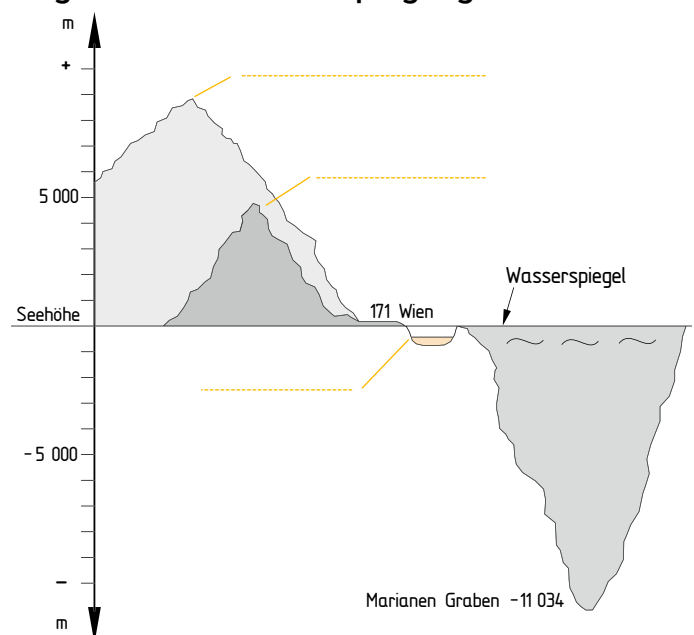 m
+
5 000
Wasserspiegel
Seehöhe
171 Wien
-5 000
Marianen Graben -11 034
−
m